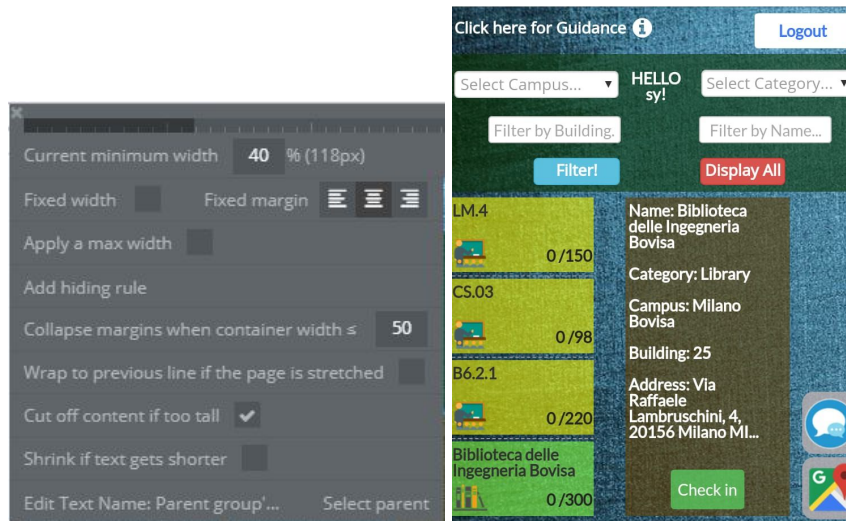 Current minimum width 40 % (118px)
Fixed width Fixed margin
Apply a max width
Add hiding rule
Collapse margins when container width ≤ 50
Wrap to previous line if the page is stretched
Cut off content if too tall
Shrink if text gets shorter
Edit Text Name: Parent group'... Select parent
Click here for Guidance
Logout
Select Campus...
HELLO
sy!
Select Category...
Filter by Building.
Filter by Name...
Filter!
Display All
LM.4
0/150
CS.03
0/98
B6.2.1
0/220
Biblioteca delle
Ingegneria Bovisa
0/300
Name: Biblioteca
delle Ingegneria
Bovisa
Category: Library
Campus: Milano
Bovisa
Building: 25
Address: Via
Raffaele
Lambruschini, 4,
20156 Milano MI...
Check in
G